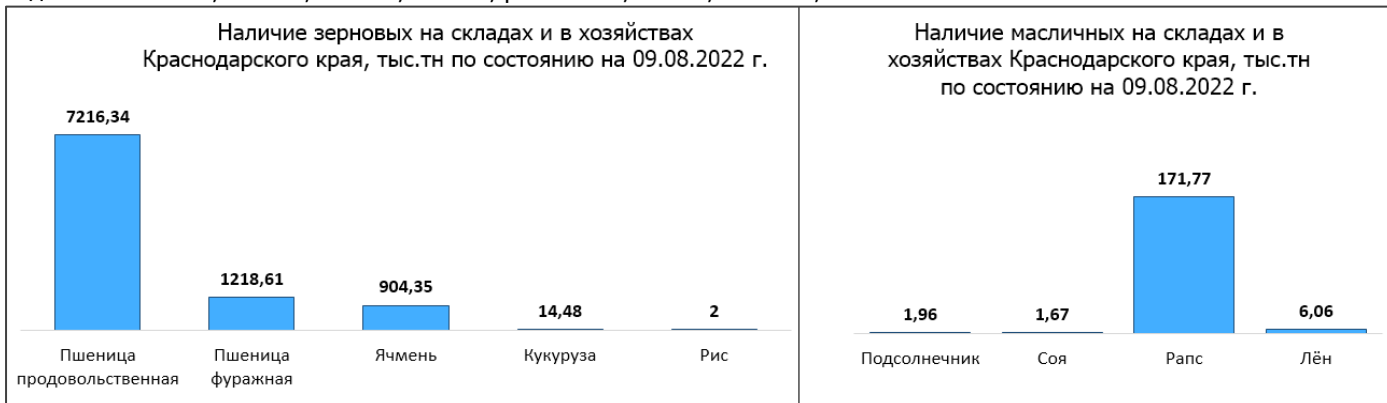 Наличие зерновых на складах и в хозяйствах
Краснодарского края, тыс.тн по состоянию на 09.08.2022 г.
7216,34
1218,61
904,35
14,48
2
Пшеница
продовольственная
Пшеница
фуражная
Ячмень
Кукуруза
Рис
Наличие масличных на складах и в
хозяйствах Краснодарского края, тыс.тн
по состоянию на 09.08.2022 г.
1,96
1,67
171,77
6,06
Подсолнечник
Соя
Рапс
Лён